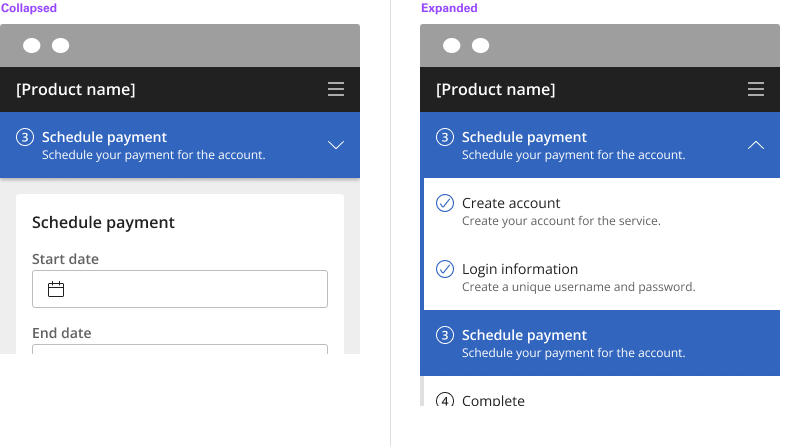 Collapsed
[Product name]
3 Schedule payment
Schedule your payment for the account.
Schedule payment
Start date
End date
Expanded
[Product name]
3 Schedule payment
Schedule your payment for the account.
Create account
Create your account for the service.
Login information
Create a unique username and password.
3 Schedule payment
Schedule your payment for the account.
4 Complete